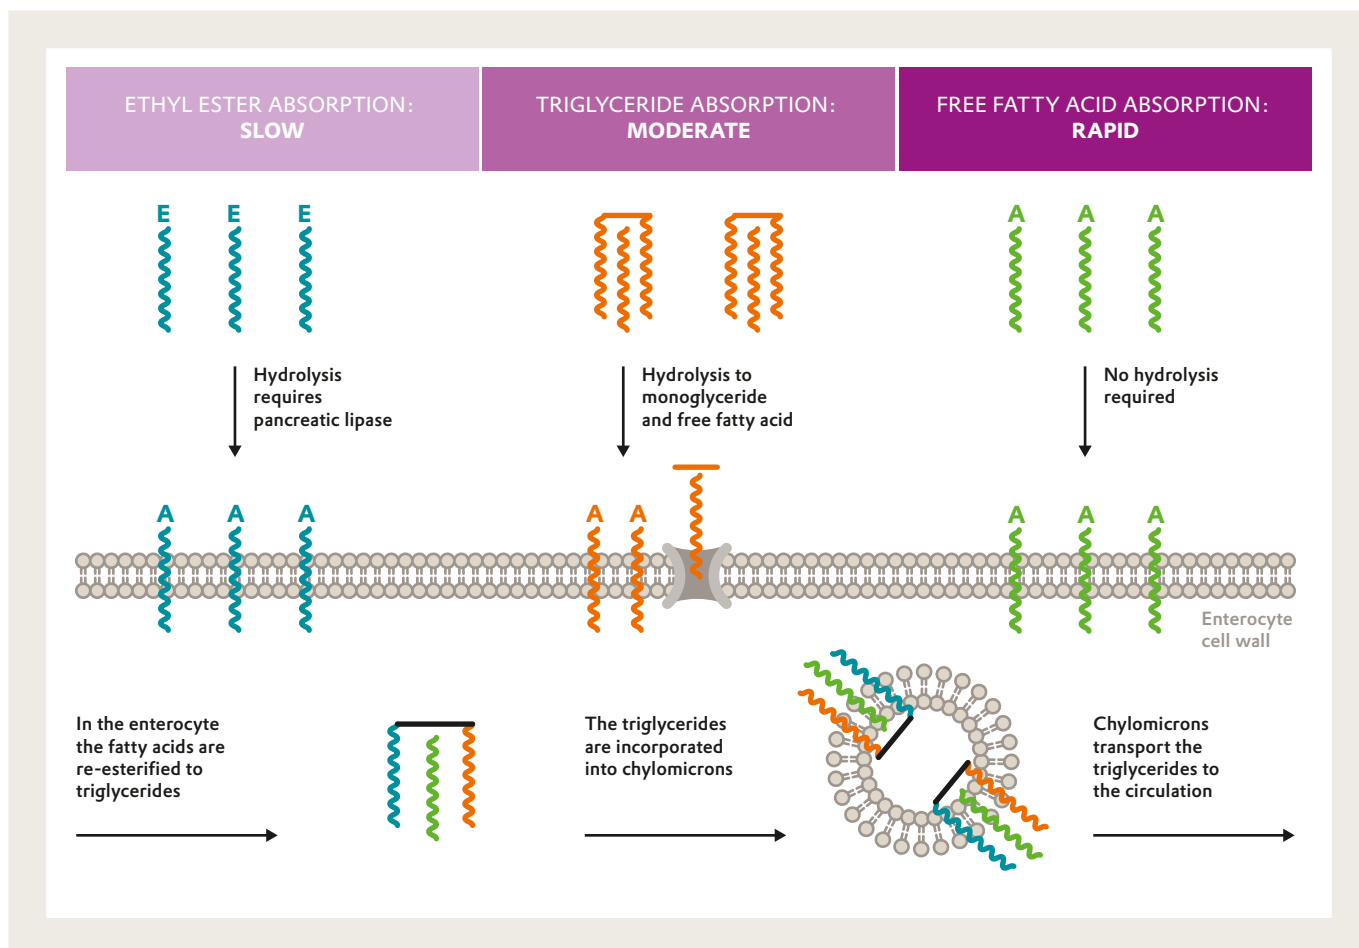 ETHYL ESTER ABSORPTION:
SLOW
TRIGLYCERIDE ABSORPTION:
MODERATE
FREE FATTY ACID ABSORPTION:
RAPID
E E E
A A A
Hydrolysis
requires
pancreatic lipase
Hydrolysis to
monoglyceride
and free fatty acid
No hydrolysis
required
A A A
A A
A A A
Enterocyte
cell wall
In the enterocyte
the fatty acids are
re-esterified to
triglycerides
The triglycerides
are incorporated
into chylomicrons
Chylomicrons
transport the
triglycerides to
the circulation